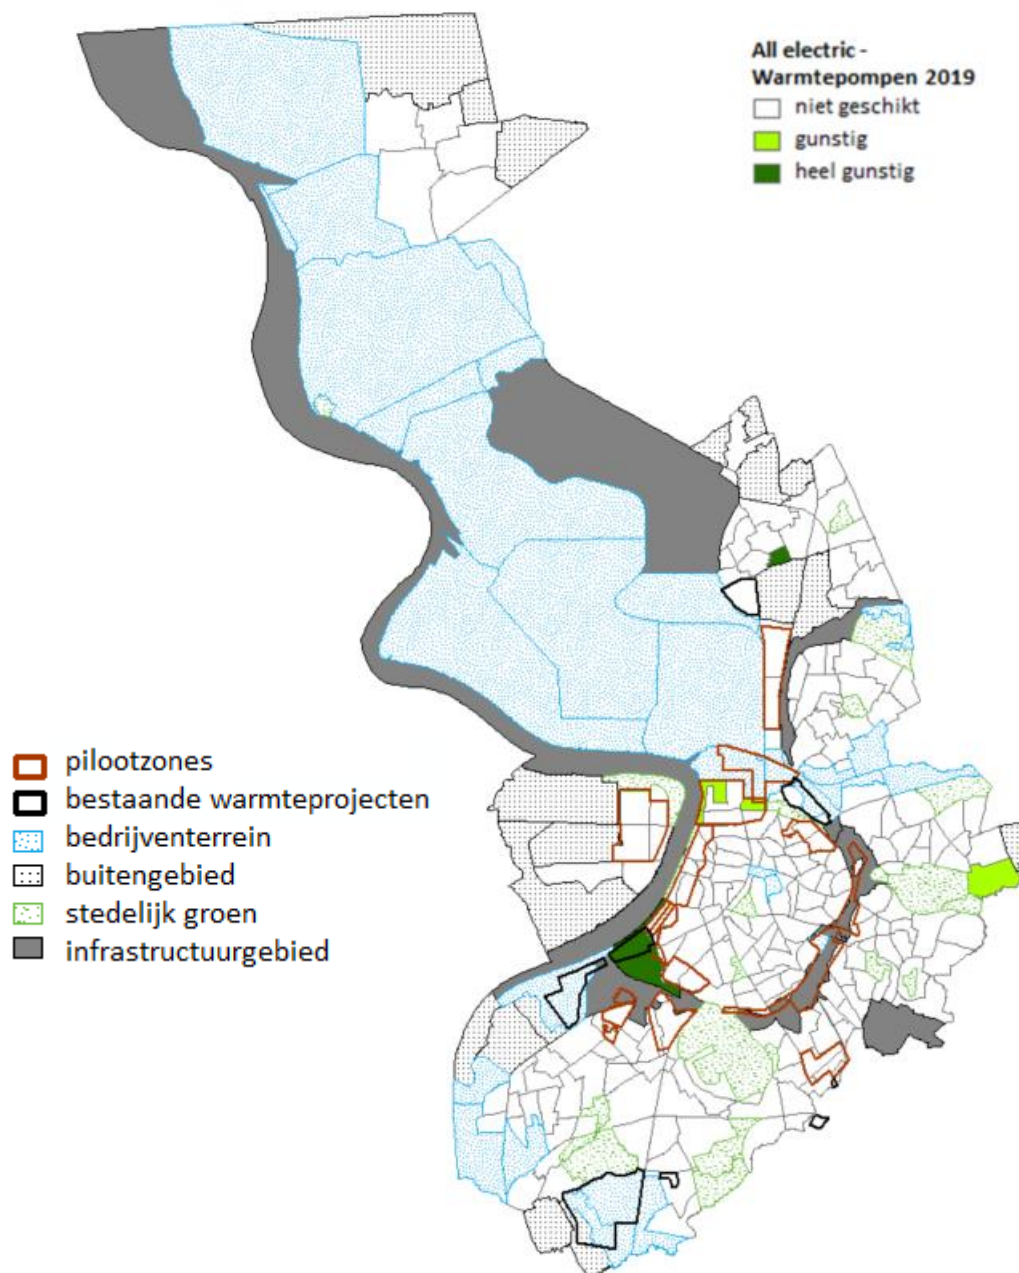 All electric -
Warmtepompen 2019
niet geschikt
gunstig
heel gunstig
pilootzones
bestaande warmteprojecten
bedrijventerrein
buitengebied
stedelijk groen
infrastructuurgebied